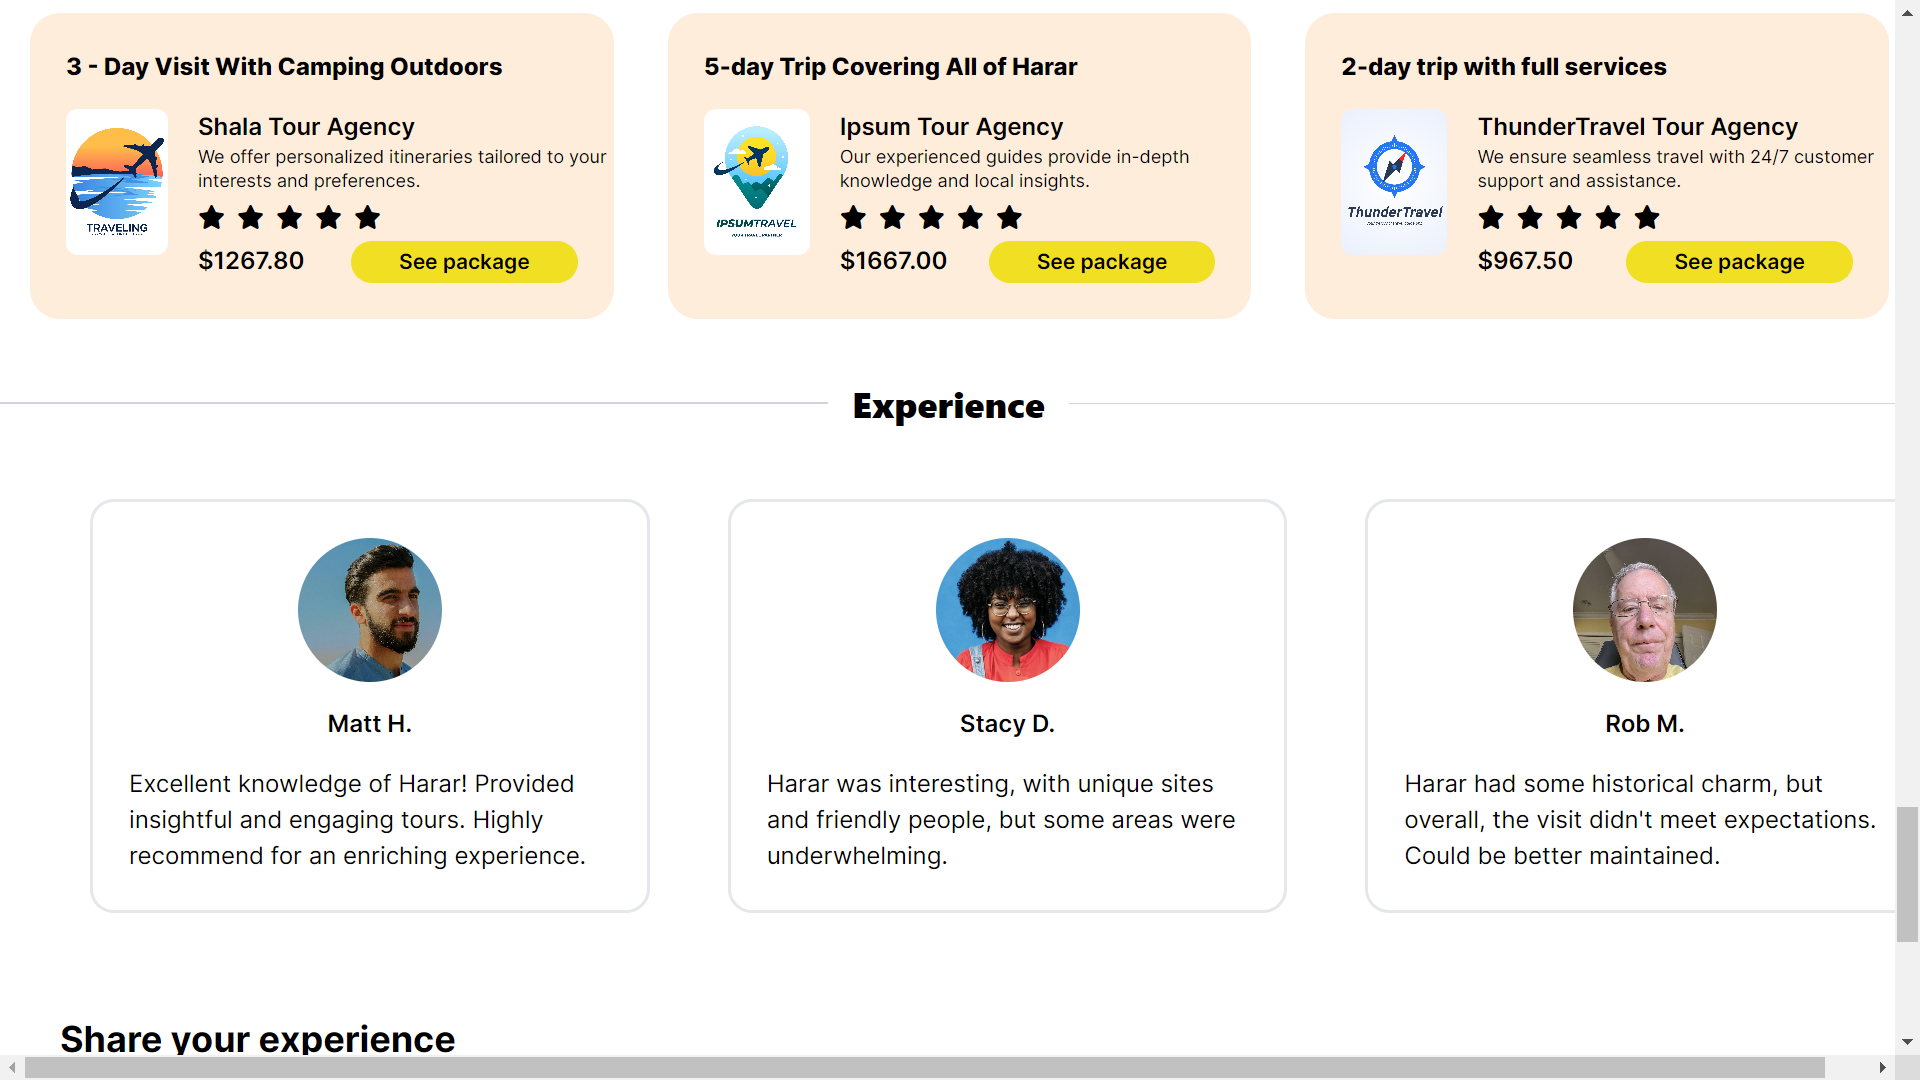 3 - Day Visit With Camping Outdoors
TRAVELING
Shala Tour Agency
We offer personalized itineraries tailored to your
interests and preferences.
$1267.80
See package
5-day Trip Covering All of Harar
IPSUMTRAVEL
YOUR TRAVEL PARTNER
Ipsum Tour Agency
Our experienced guides provide in-depth
knowledge and local insights.
$1667.00
See package
2-day trip with full services
ThunderTravel
ThunderTravel Tour Agency
We ensure seamless travel with 24/7 customer
support and assistance.
$967.50
See package
Experience
Matt H.
Excellent knowledge of Harar! Provided
insightful and engaging tours. Highly
recommend for an enriching experience.
Stacy D.
Harar was interesting, with unique sites
and friendly people, but some areas were
underwhelming.
Rob M.
Harar had some historical charm, but
overall, the visit didn't meet expectations.
Could be better maintained.
Share your experience